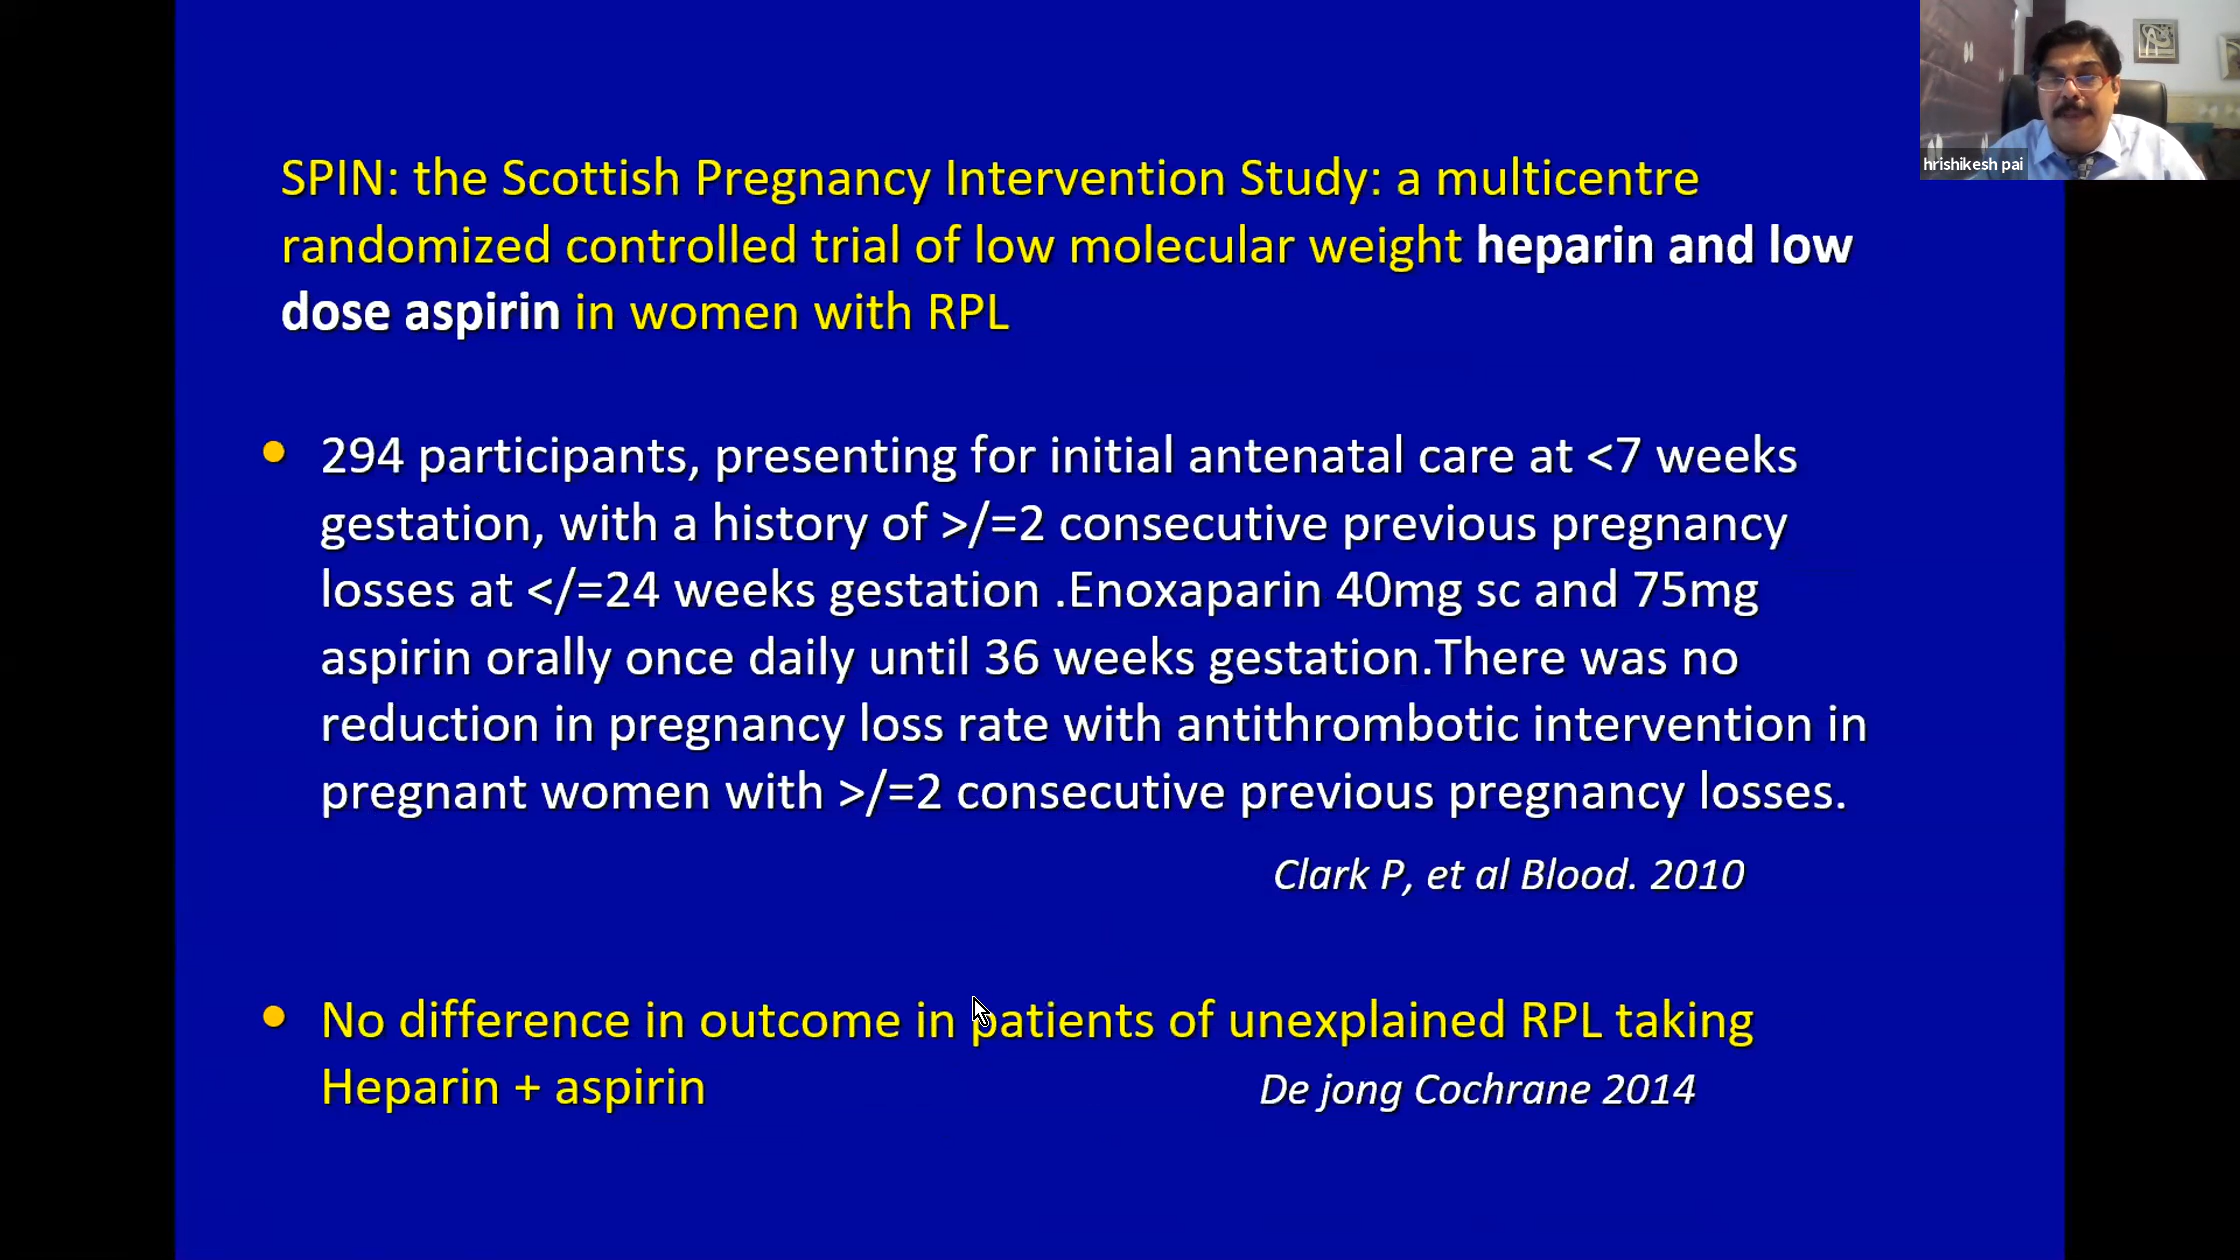 hrishikesh pai
SPIN: the Scottish Pregnancy Intervention Study: a multicentre
randomized controlled trial of low molecular weight heparin and low
dose aspirin in women with RPL
294 participants, presenting for initial antenatal care at <7 weeks
gestation, with a history of >/=2 consecutive previous pregnancy
losses at </=24 weeks gestation .Enoxaparin 40mg sc and 75mg
aspirin orally once daily until 36 weeks gestation.There was no
reduction in pregnancy loss rate with antithrombotic intervention in
pregnant women with >/=2 consecutive previous pregnancy losses.
Clark P, et al Blood. 2010
No difference in outcome in patients of unexplained RPL taking
Heparin + aspirin De jong Cochrane 2014